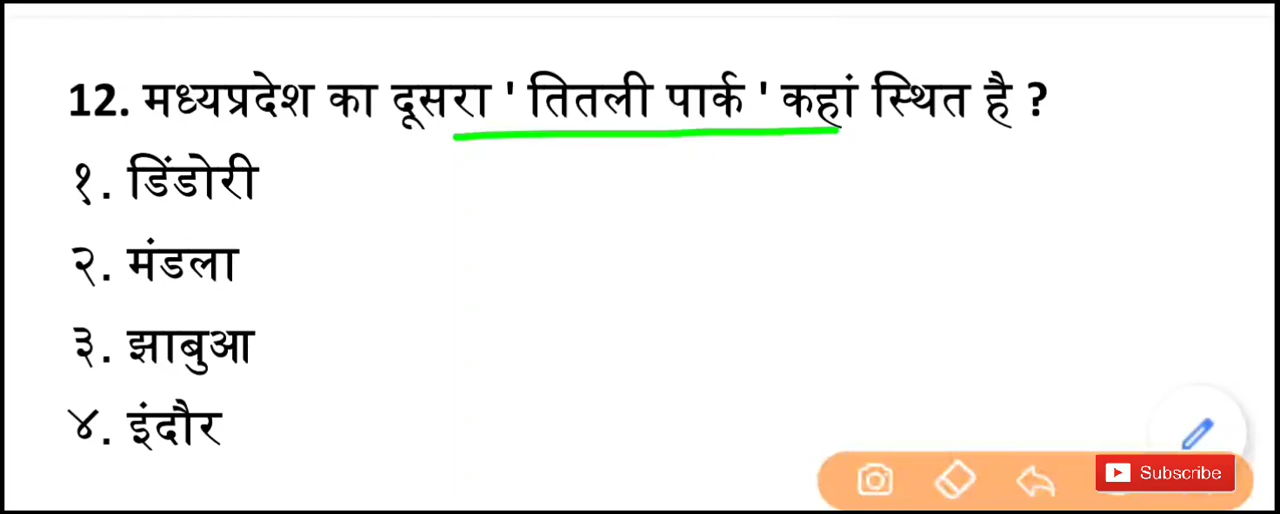 12. मध्यप्रदेश का दूसरा ' तितली पार्क ' कहां स्थित है ?
१. डिंडोरी
२. मंडला
३. झाबुआ
४. इंदौर
Subscribe